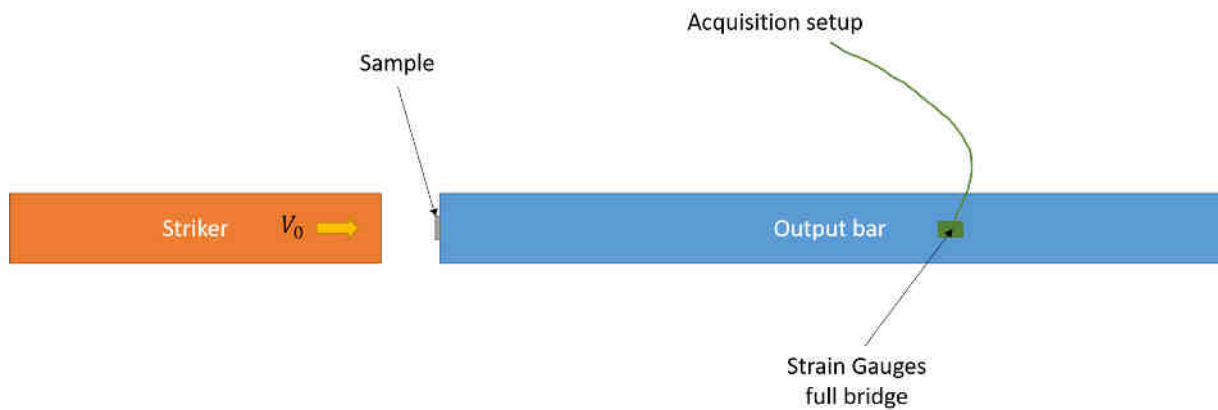 Acquisition setup
Sample
Striker
V₀
Output bar
Strain Gauges
full bridge